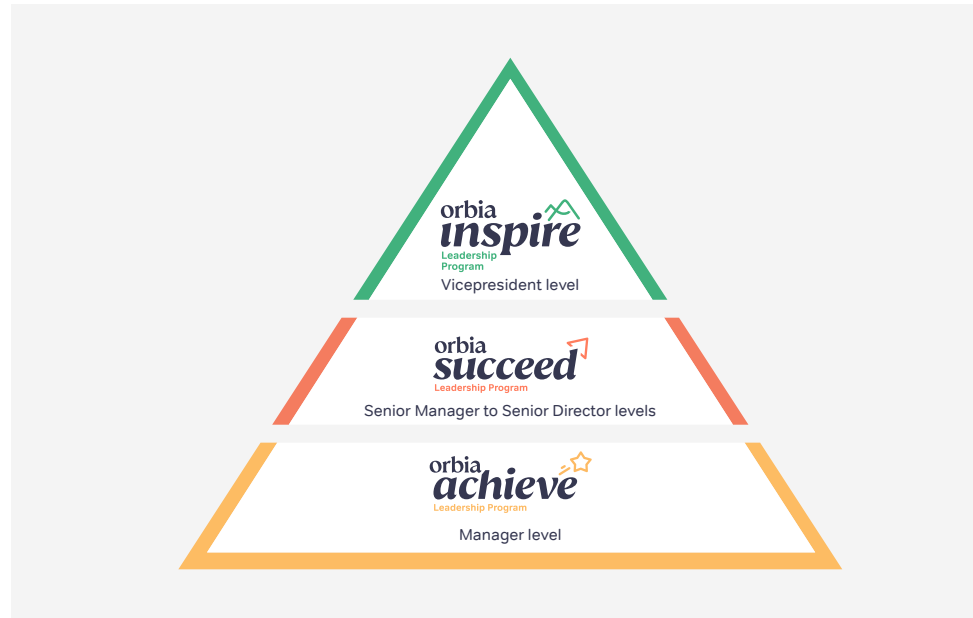 orbia
inspire
Leadership
Program
Vicepresident level
orbia
succeed
Leadership Program
Senior Manager to Senior Director levels
orbia
achieve
Leadership Program
Manager level